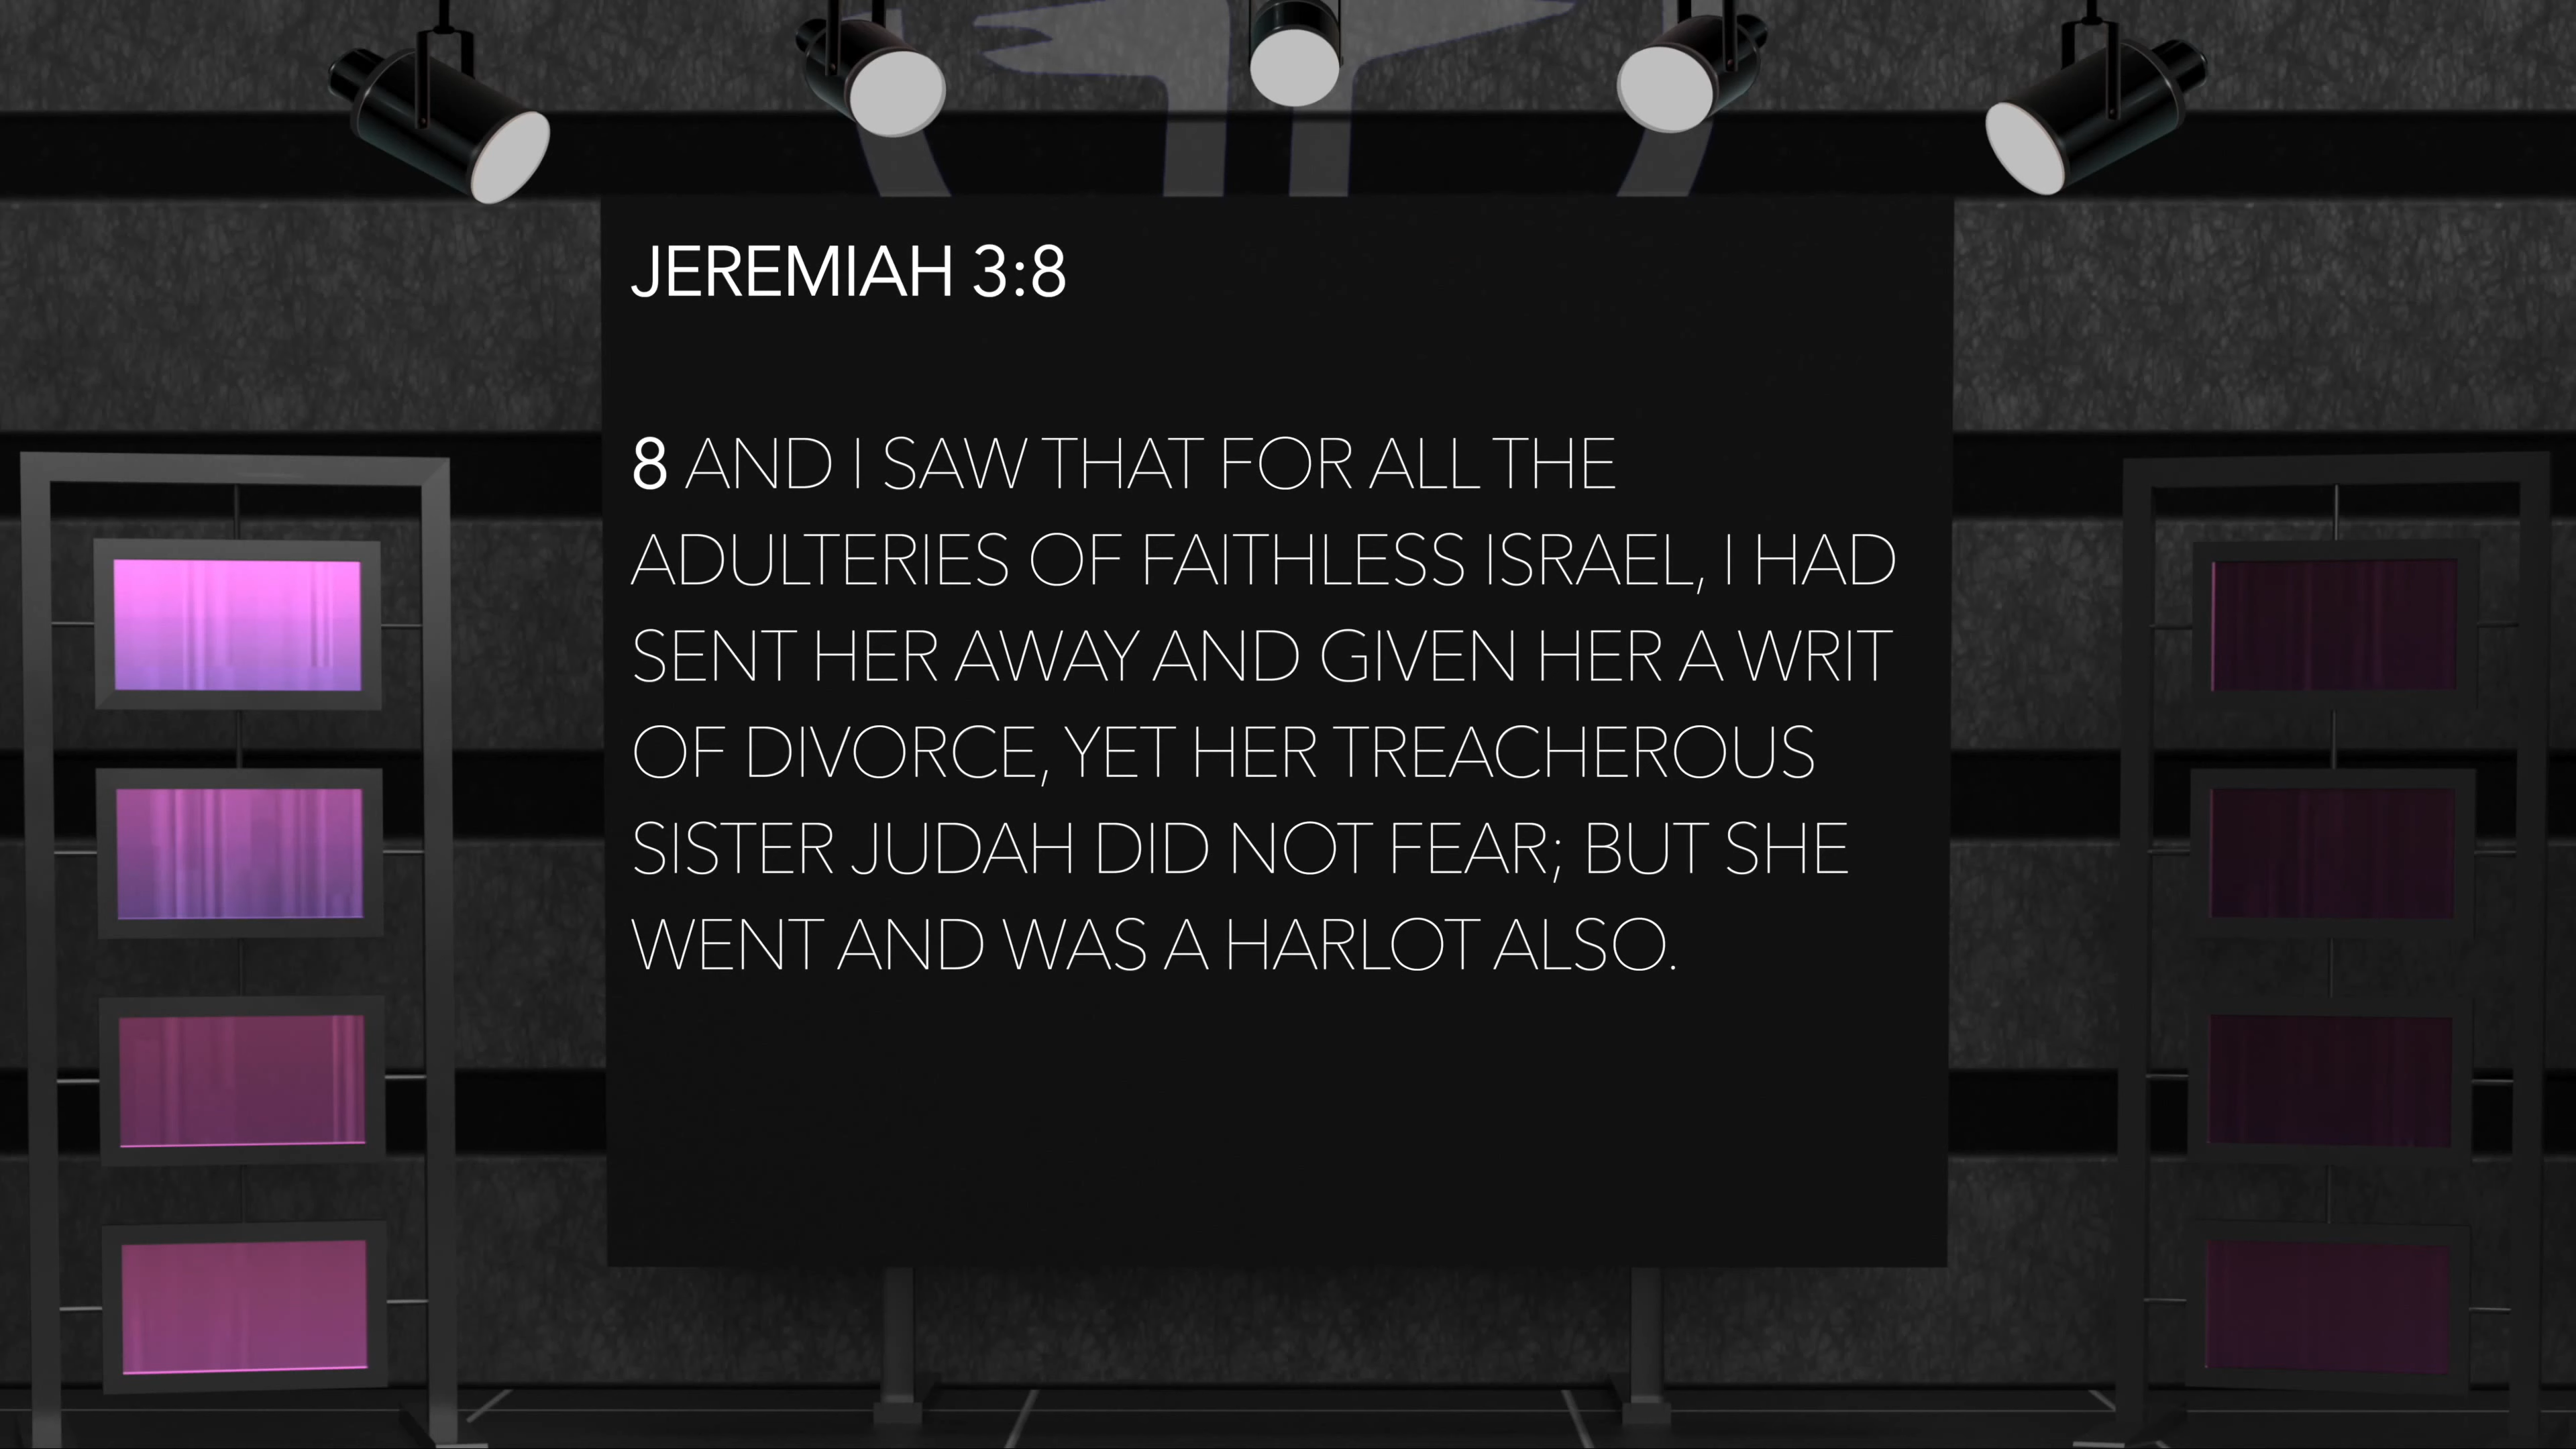 JEREMIAH 3:8
8 AND I SAW THAT FOR ALL THE
ADULTERIES OF FAITHLESS ISRAEL, I HAD
SENT HER AWAY AND GIVEN HER A WRIT
OF DIVORCE, YET HER TREACHEROUS
SISTER JUDAH DID NOT FEAR; BUT SHE
WENT AND WAS A HARLOT ALSO.